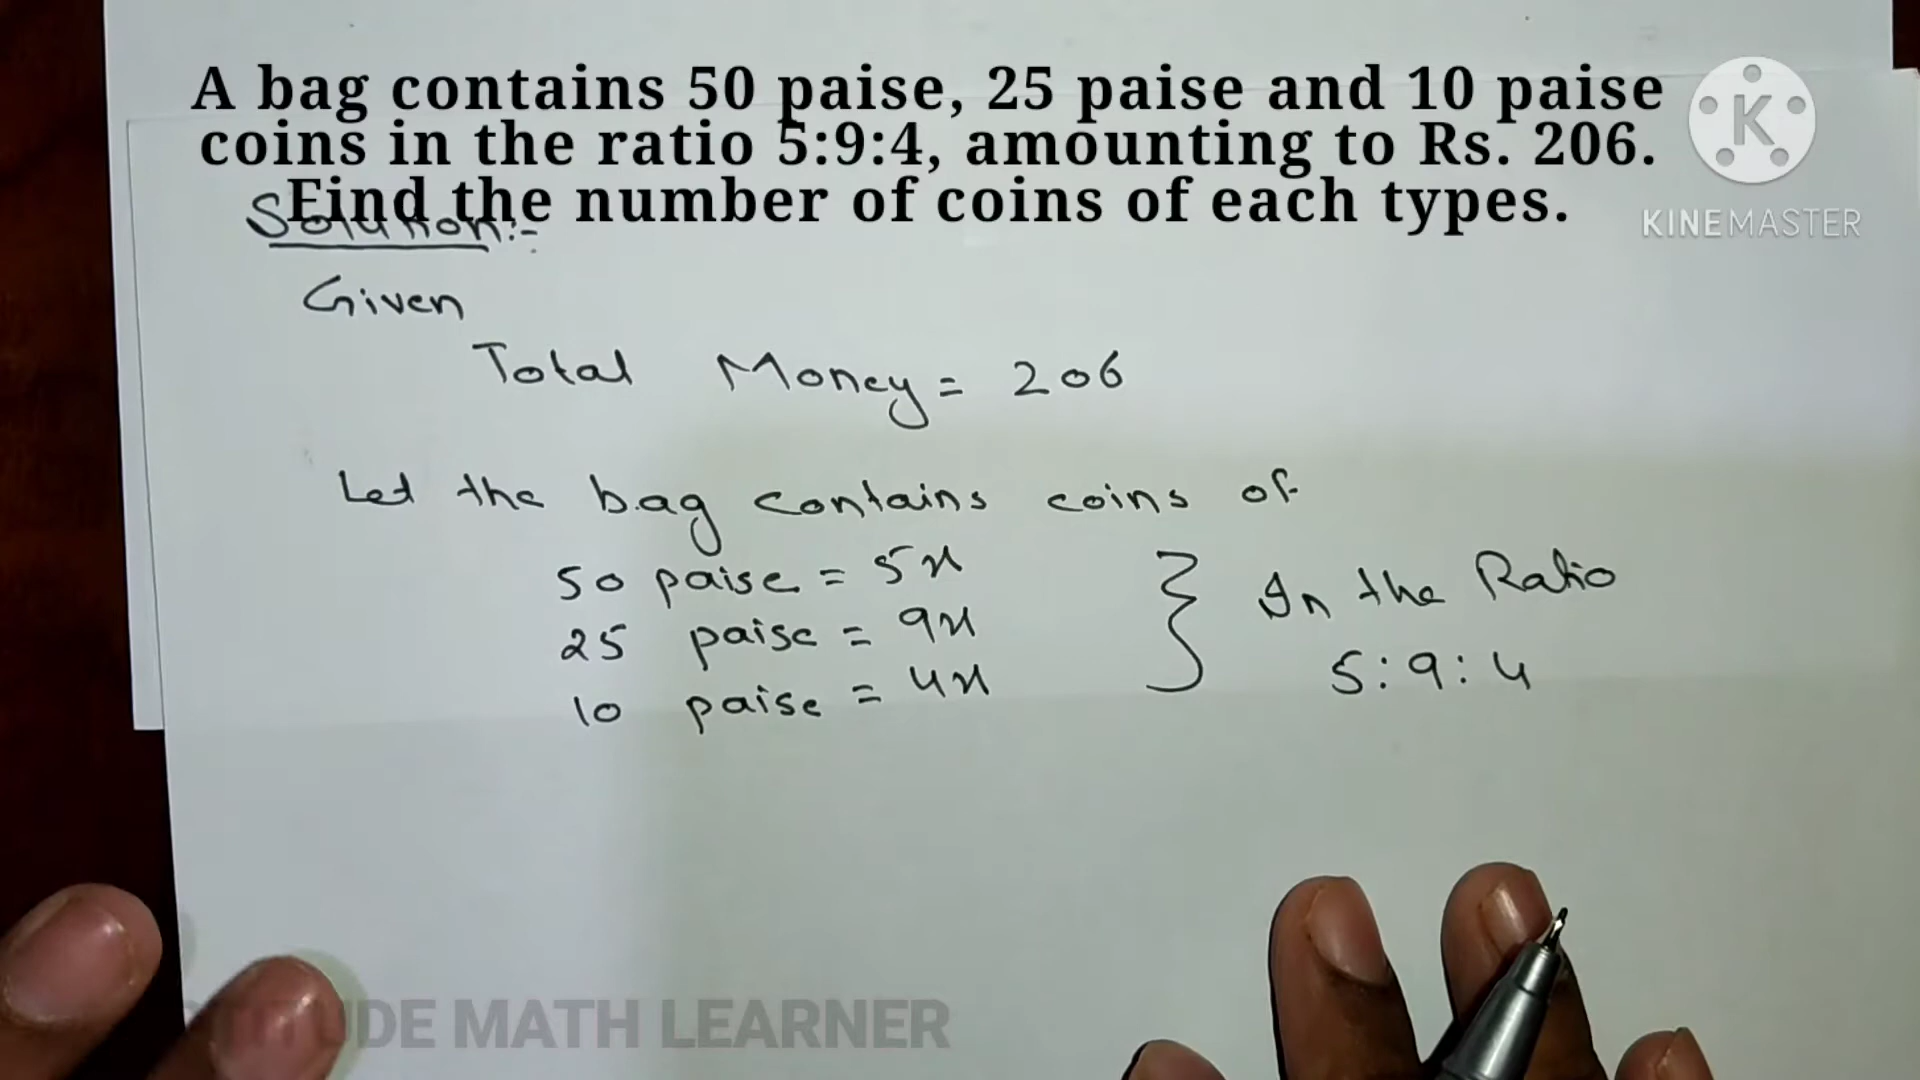 A bag contains 50 paise, 25 paise and 10 paise
coins in the ratio 5:9:4, amounting to Rs. 206.
Find the number of coins of each types.
K
KINEMASTER
Solution:-
Given
Total Money = 206
Let the bag contains coins of
50 paise = 5x
25 paise = 9x
10 paise = 4x
} In the Ratio
5:9:4
MATH LEARNER